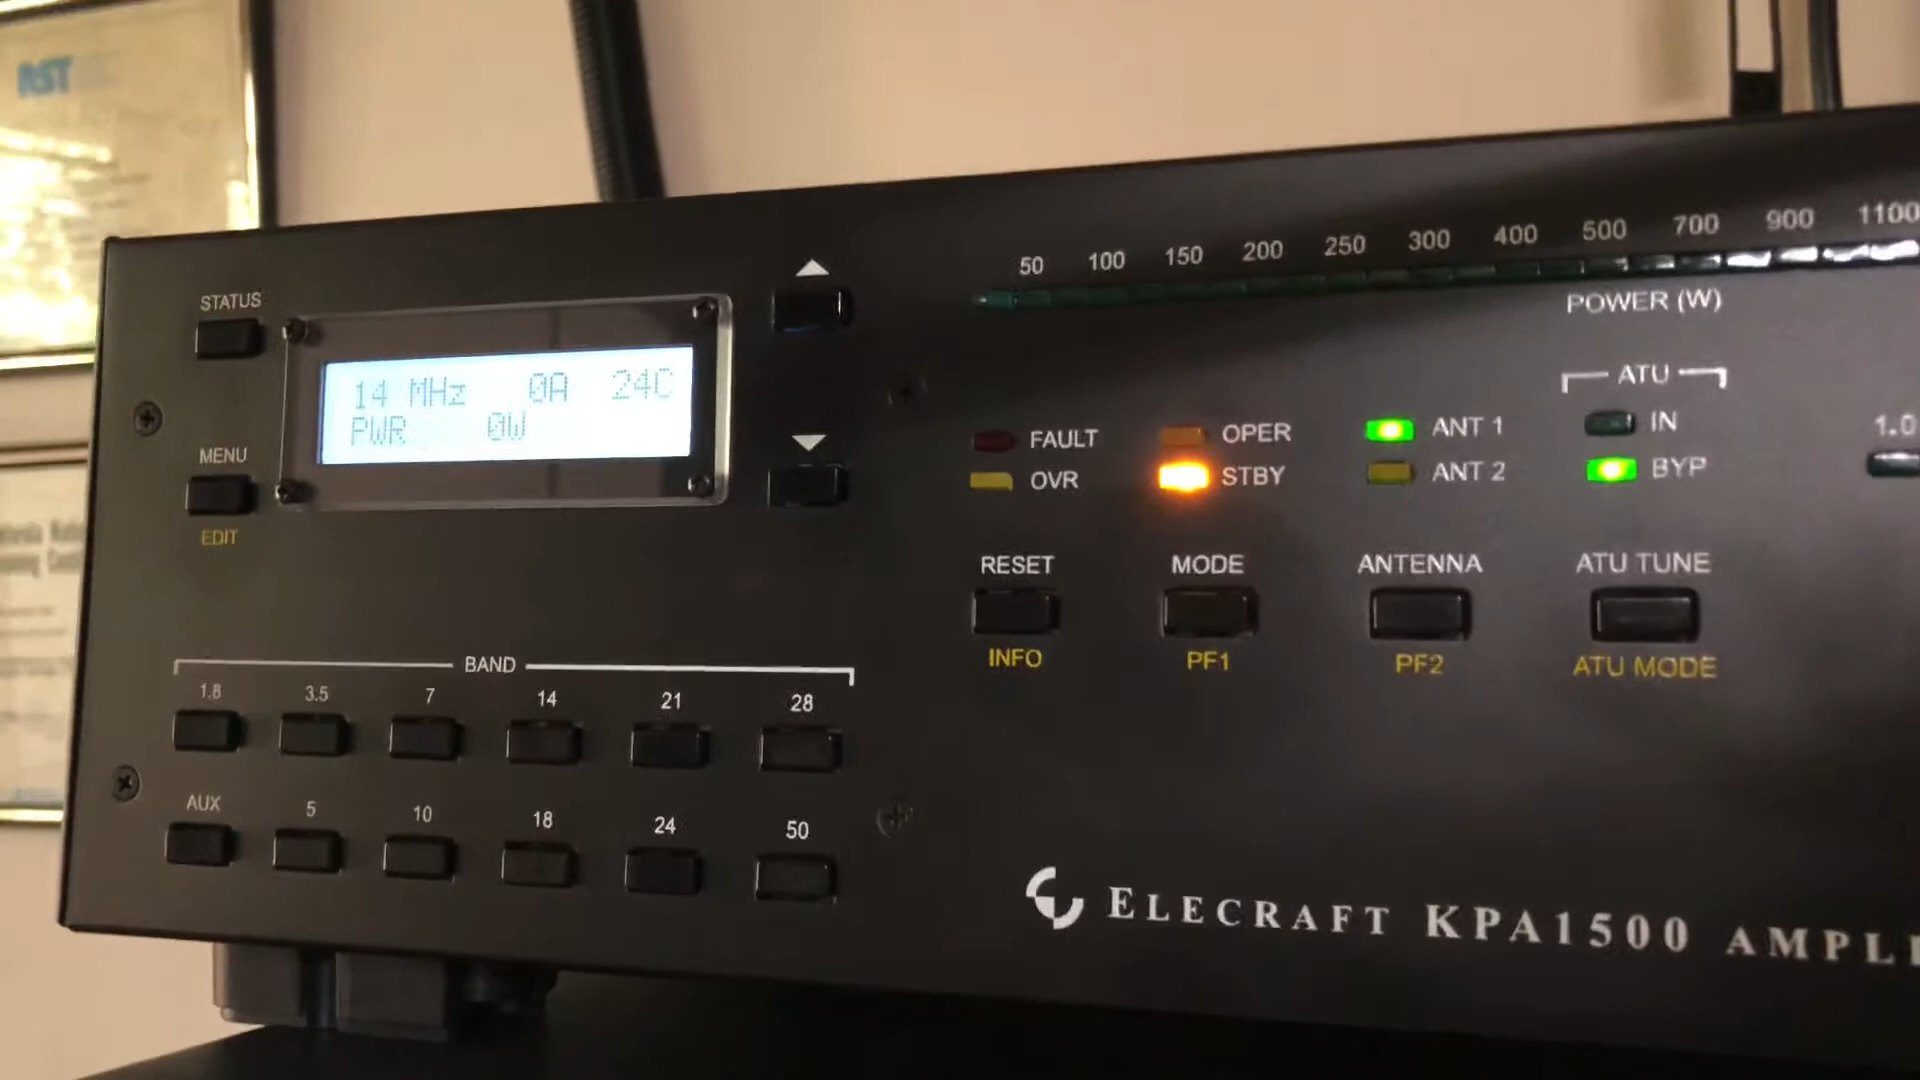 RST
STATUS
14 MHz 0A 24C
PWR 0W
MENU
EDIT
50 100 150 200 250 300 400 500 700 900 1100
POWER (W)
ATU
FAULT OPER ANT 1 IN
OVR STBY ANT 2 BYP
1.0
RESET MODE ANTENNA ATU TUNE
INFO PF1 PF2 ATU MODE
BAND
1.8 3.5 7 14 21 28
AUX 5 10 18 24 50
ELECRAFT KPA1500 AMPLI